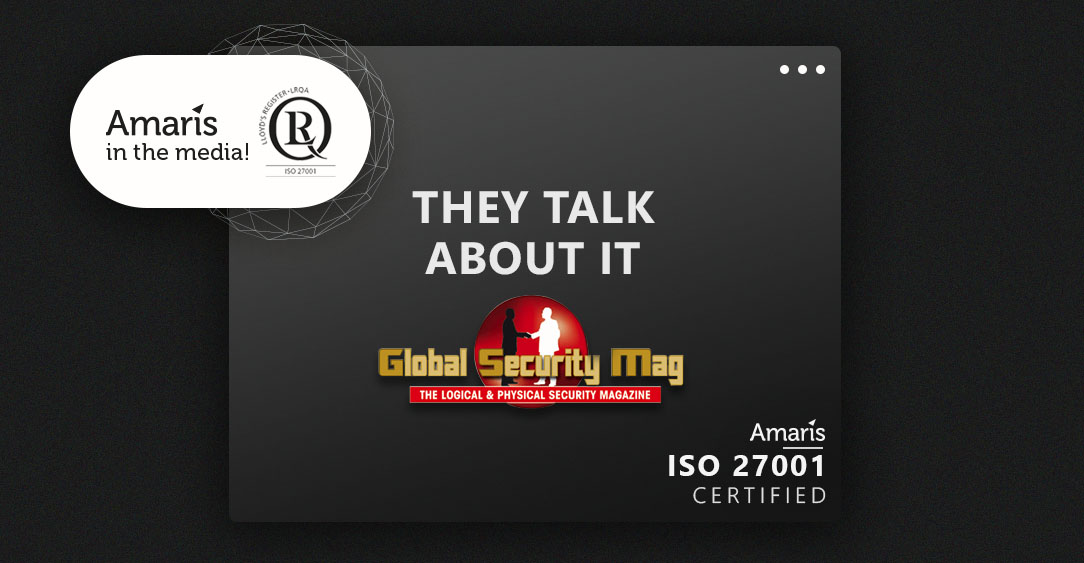 Amaris
in the media!
LLOYD'S REGISTER • LRQA
LRQ
ISO 27001
THEY TALK
ABOUT IT
Global Security Mag
THE LOGICAL & PHYSICAL SECURITY MAGAZINE
Amaris
ISO 27001
CERTIFIED